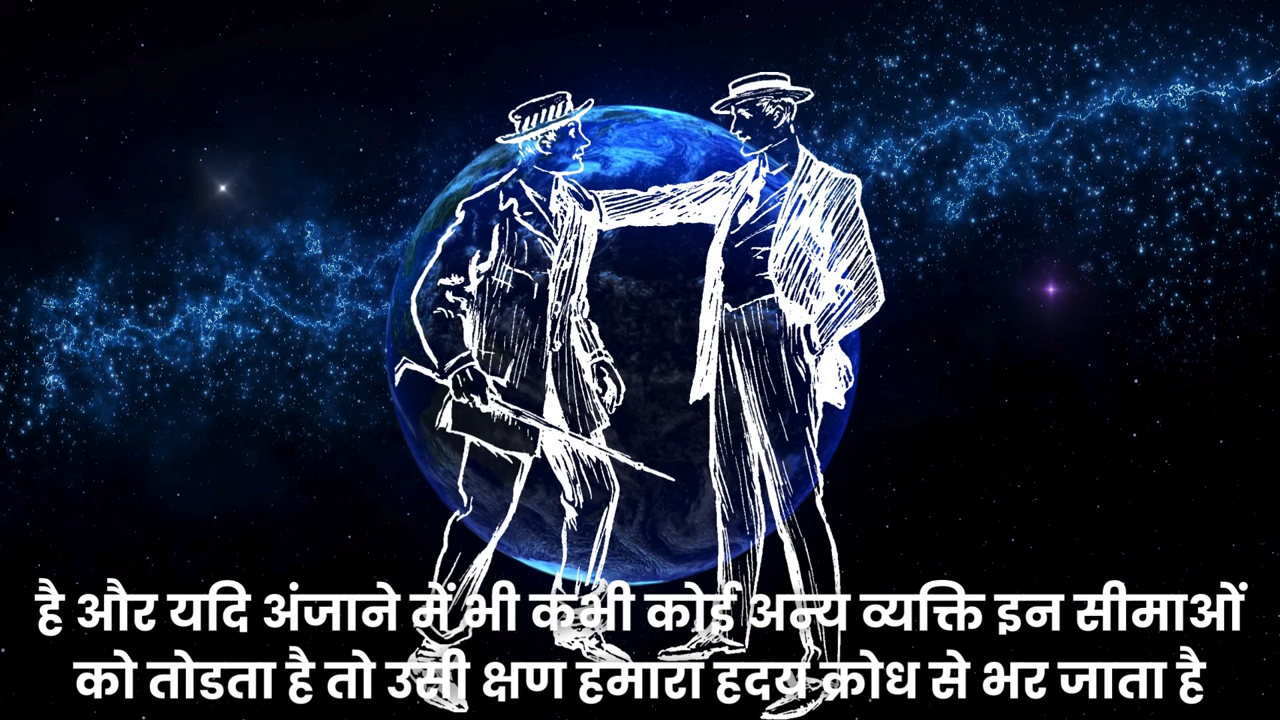 है और यदि अंजाने में भी कभी कोई अन्य व्यक्ति इन सीमाओं
को तोडता है तो उसी क्षण हमारा हृदय क्रोध से भर जाता है